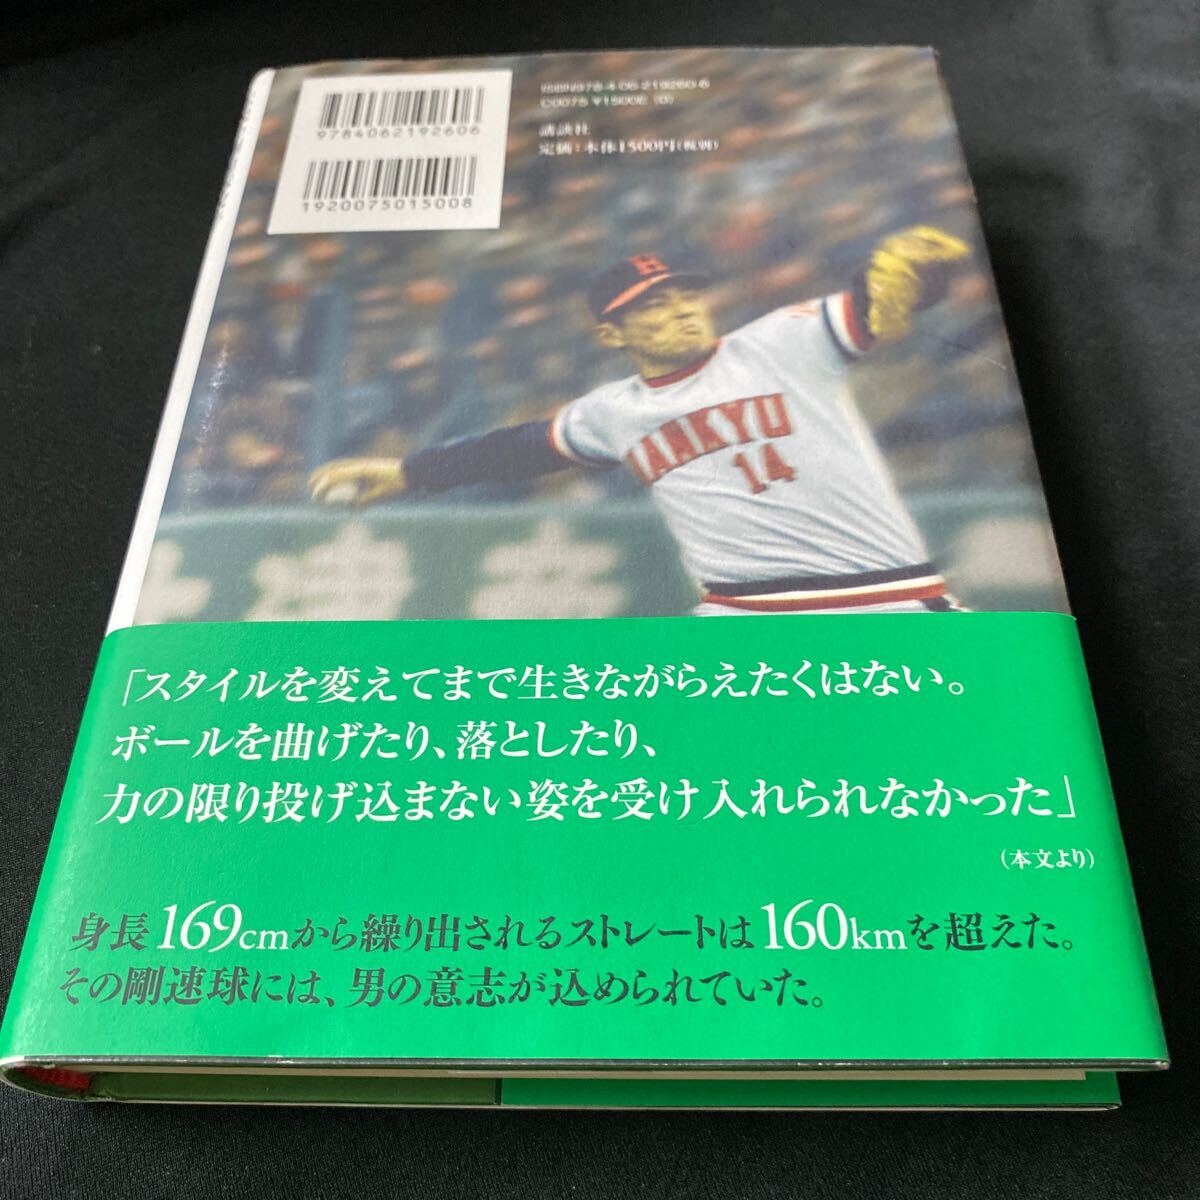 9784062192606
1920075015008
ISBN978-4-06-219260-6
C0075 ¥1500E (0)
講談社
定価：本体1500円(税別)
H
HANKYU
14
「スタイルを変えてまで生きながらえたくはない。
ボールを曲げたり、落としたり、
力の限り投げ込まない姿を受け入れられなかった」
(本文より)
身長169cmから繰り出されるストレートは160kmを超えた。
その剛速球には、男の意志が込められていた。